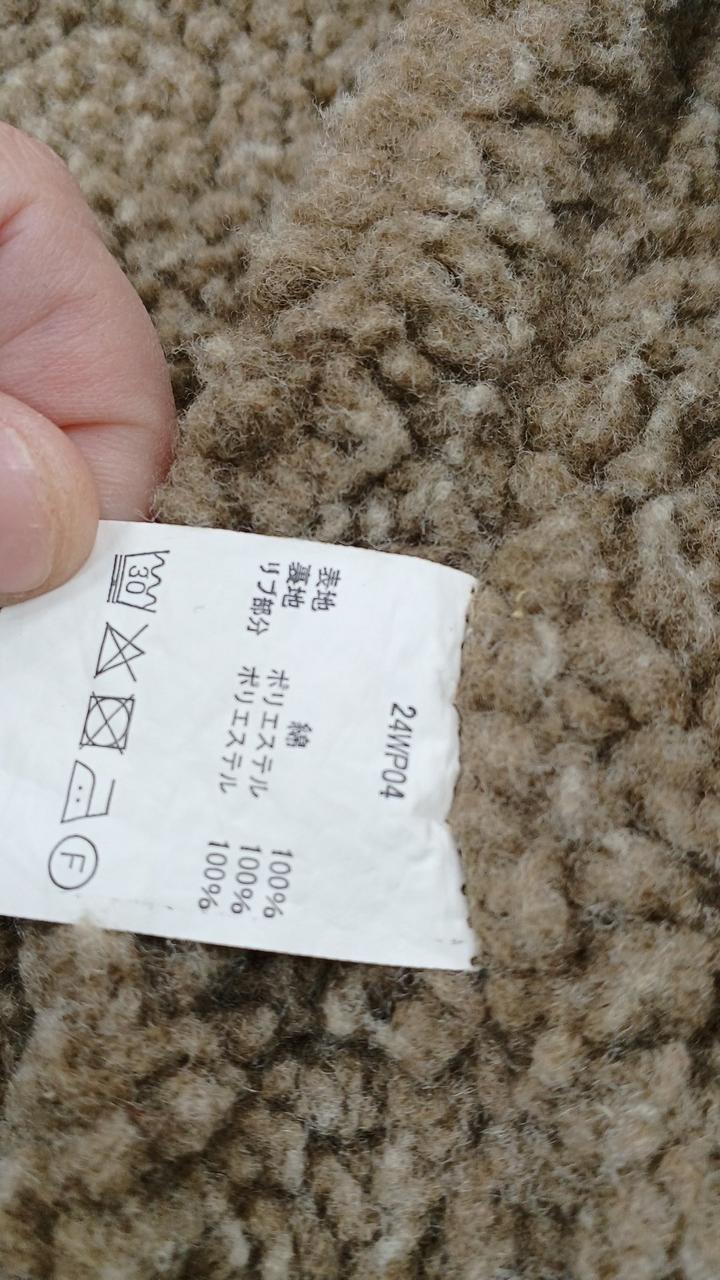 24WP04
表地 綿 100%
裏地 ポリエステル 100%
リブ部分 ポリエステル 100%
30 F